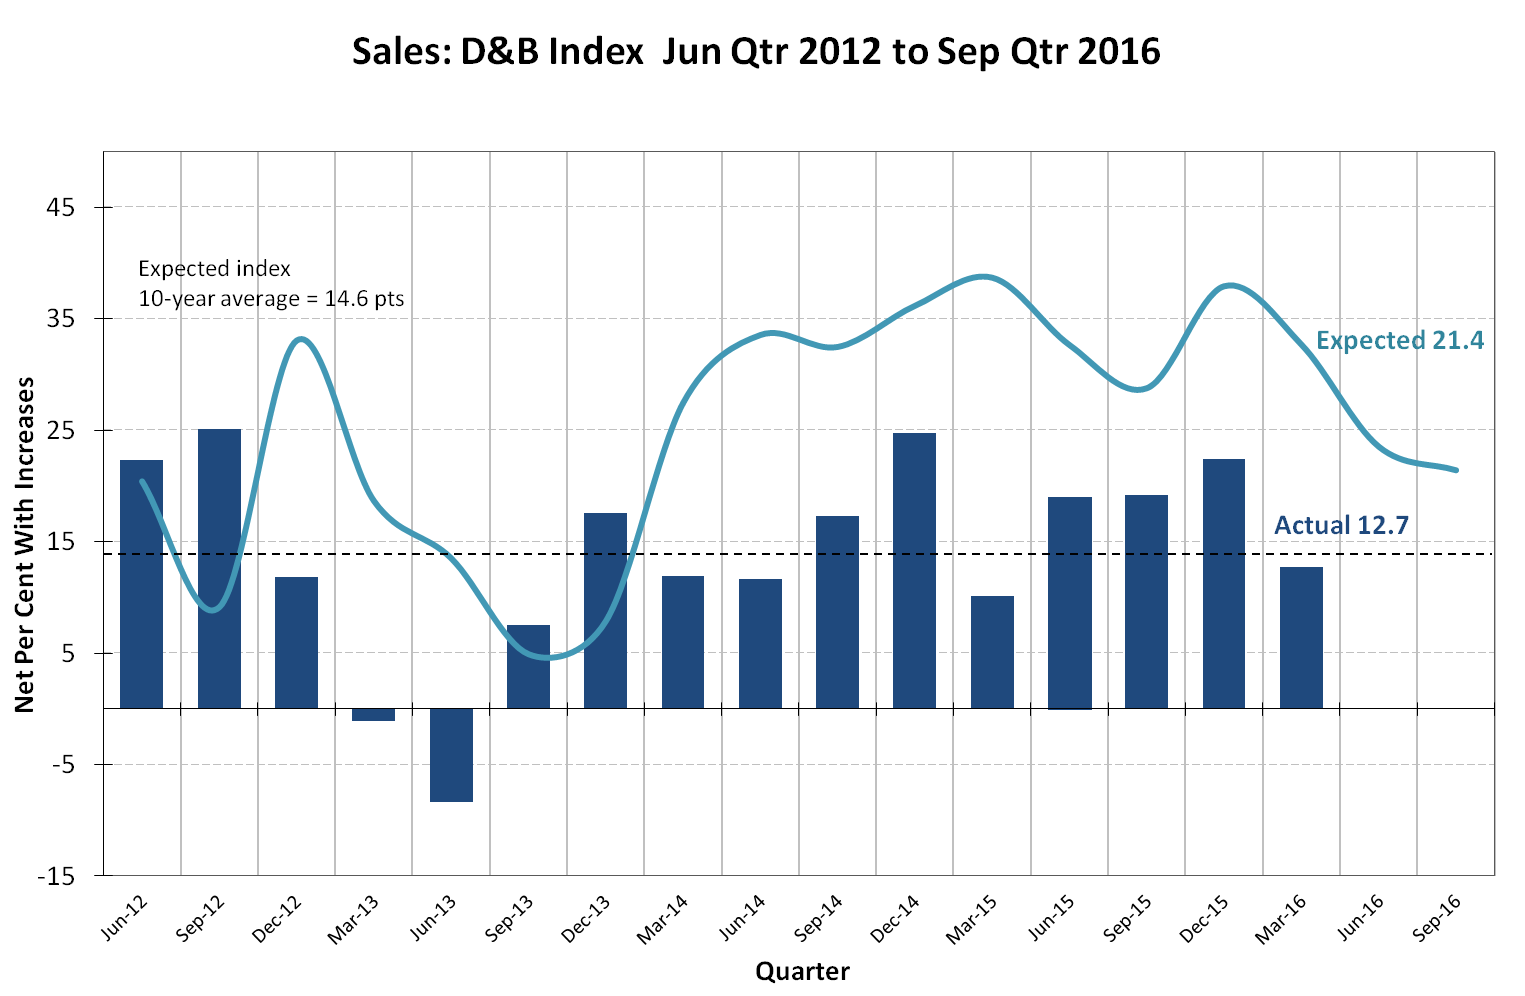 Sales: D&B Index  Jun Qtr 2012 to Sep Qtr 2016
45
Expected index
10-year average = 14.6 pts
35
Expected 21.4
25
15
Actual 12.7
5
-5
-15
Net Per Cent With Increases
Jun-12
Sep-12
Dec-12
Mar-13
Jun-13
Sep-13
Dec-13
Mar-14
Jun-14
Sep-14
Dec-14
Mar-15
Jun-15
Sep-15
Dec-15
Mar-16
Jun-16
Sep-16
Quarter